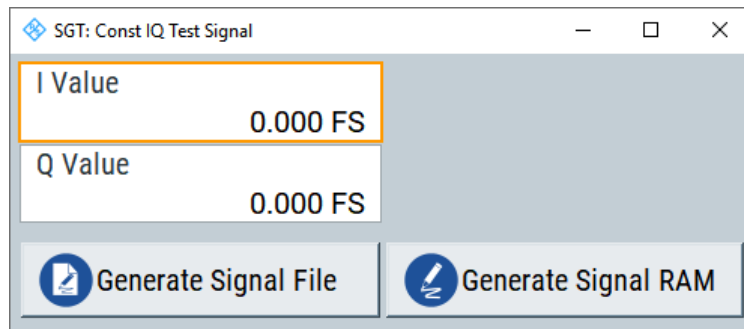 SGT: Const IQ Test Signal
I Value
0.000 FS
Q Value
0.000 FS
Generate Signal File
Generate Signal RAM